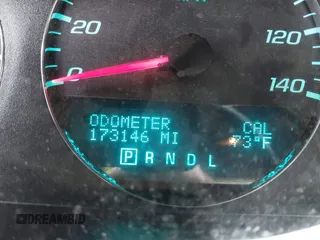 20
120
0
140
ODOMETER CAL
173146 MI 73°F
P R N D L
DREAMBID